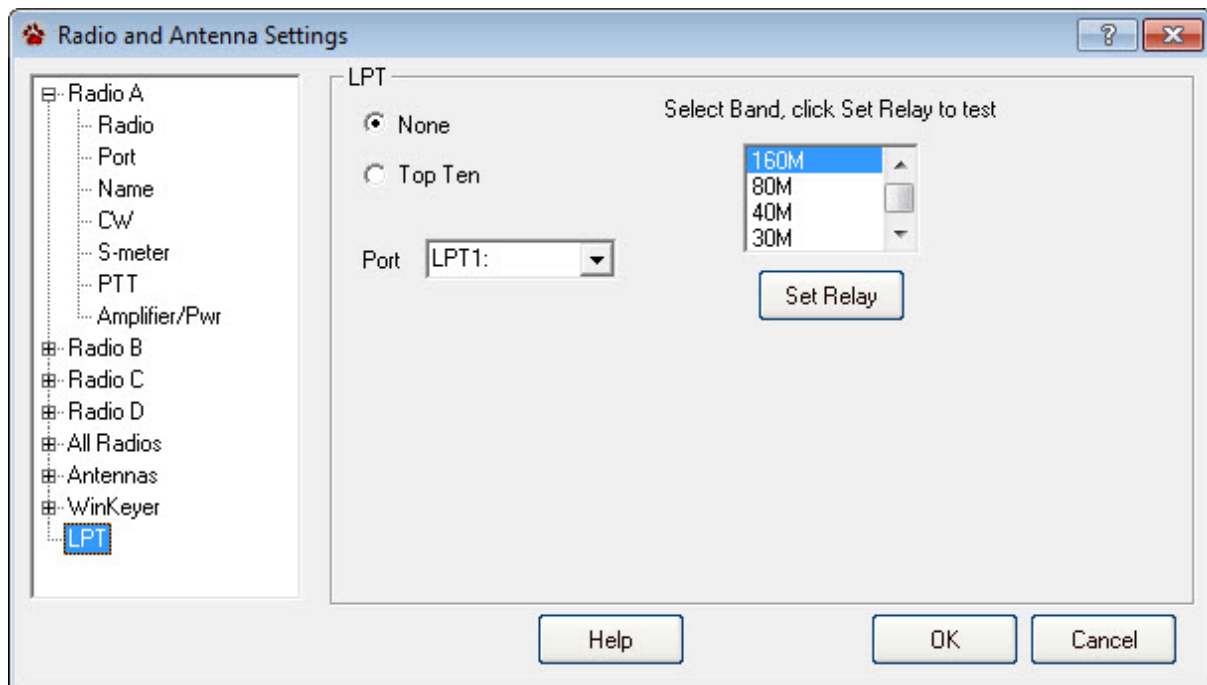 Radio and Antenna Settings
Radio A
Radio
Port
Name
CW
S-meter
PTT
Amplifier/Pwr
Radio B
Radio C
Radio D
All Radios
Antennas
WinKeyer
LPT
LPT
None
Top Ten
Port LPT1:
Select Band, click Set Relay to test
160M
80M
40M
30M
Set Relay
Help
OK
Cancel